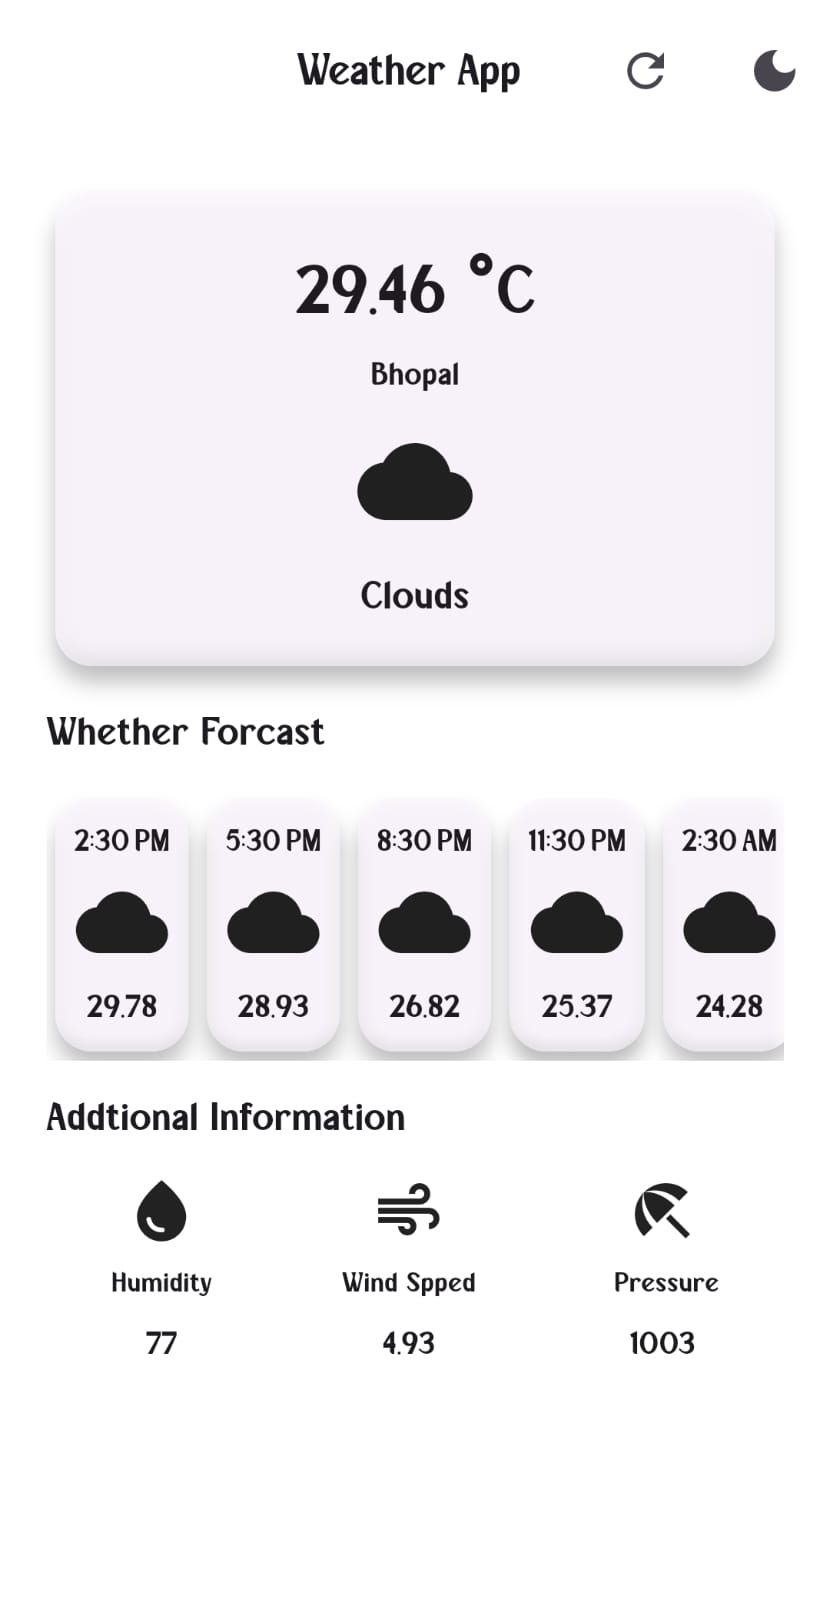 Weather App
29.46 °C
Bhopal
Clouds
Whether Forcast
2:30 PM 5:30 PM 8:30 PM 11:30 PM 2:30 AM
29.78 28.93 26.82 25.37 24.28
Addtional Information
Humidity Wind Spped Pressure
77 4.93 1003